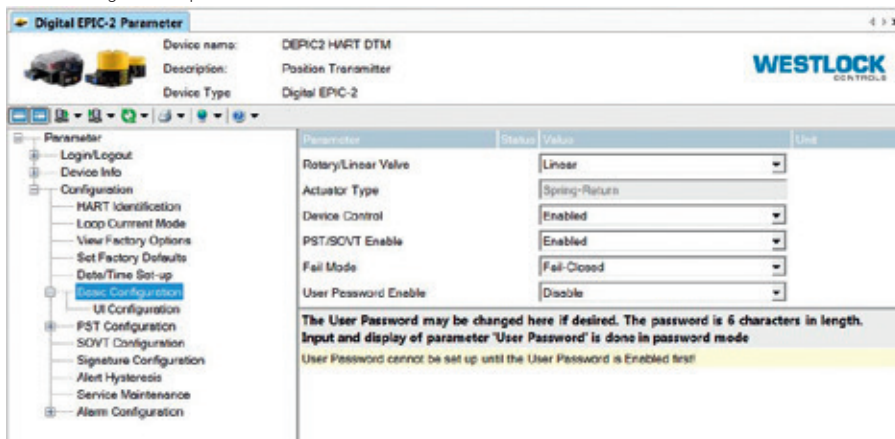 Digital EPIC-2 Parameter
Device name: DEPIC2 HART DTM
Description: Position Transmitter
Device Type Digital EPIC-2
WESTLOCK
CONTROLS
Parameter
Login/Logout
Device Info
Configuration
HART Identification
Loop Currrent Mode
View Factory Options
Set Factory Defaults
Date/Time Set-up
Basic Configuration
UI Configuration
PST Configuration
SOVT Configuration
Signature Configuration
Alert Hysteresis
Service Maintenance
Alarm Configuration
Parameter Status Value Unit
Rotary/Linear Valve Linear
Actuator Type Spring-Return
Device Control Enabled
PST/SOVT Enable Enabled
Fail Mode Fail-Closed
User Password Enable Disable
The User Password may be changed here if desired. The password is 6 characters in length.
Input and display of parameter 'User Password' is done in password mode
User Password cannot be set up until the User Password is Enabled first!